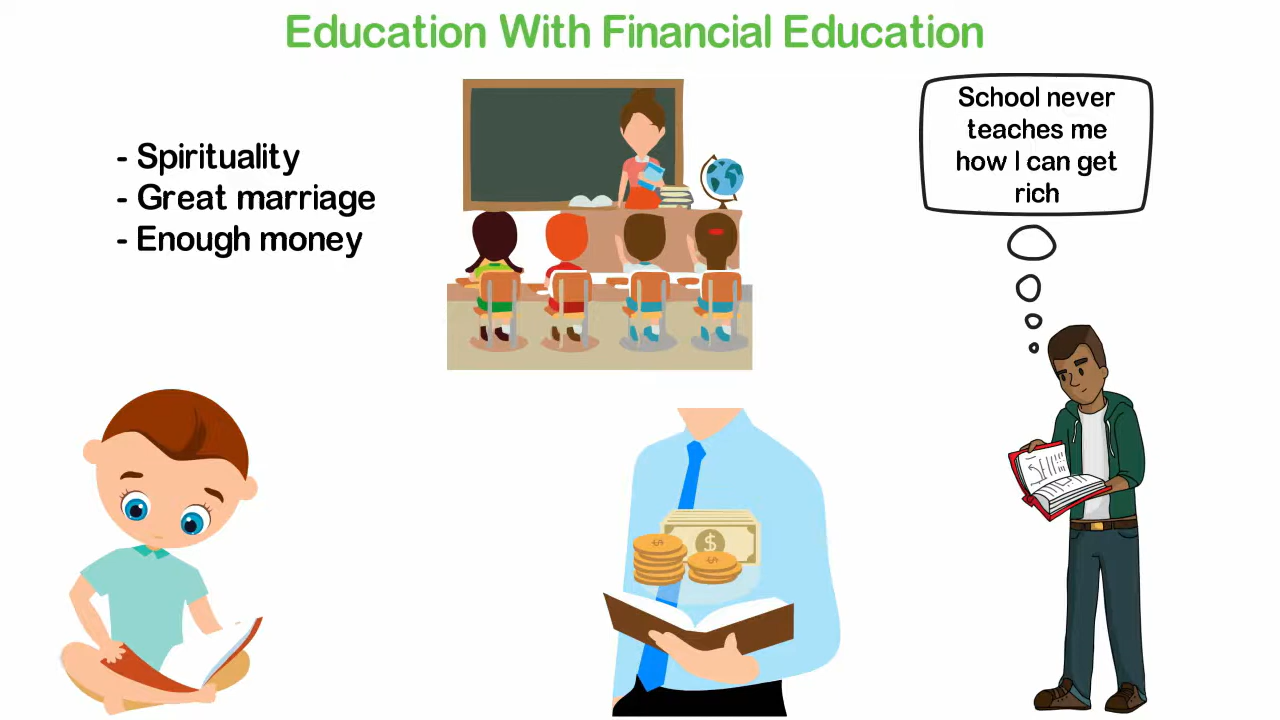 Education With Financial Education
- Spirituality
- Great marriage
- Enough money
School never
teaches me
how I can get
rich
$
$
$